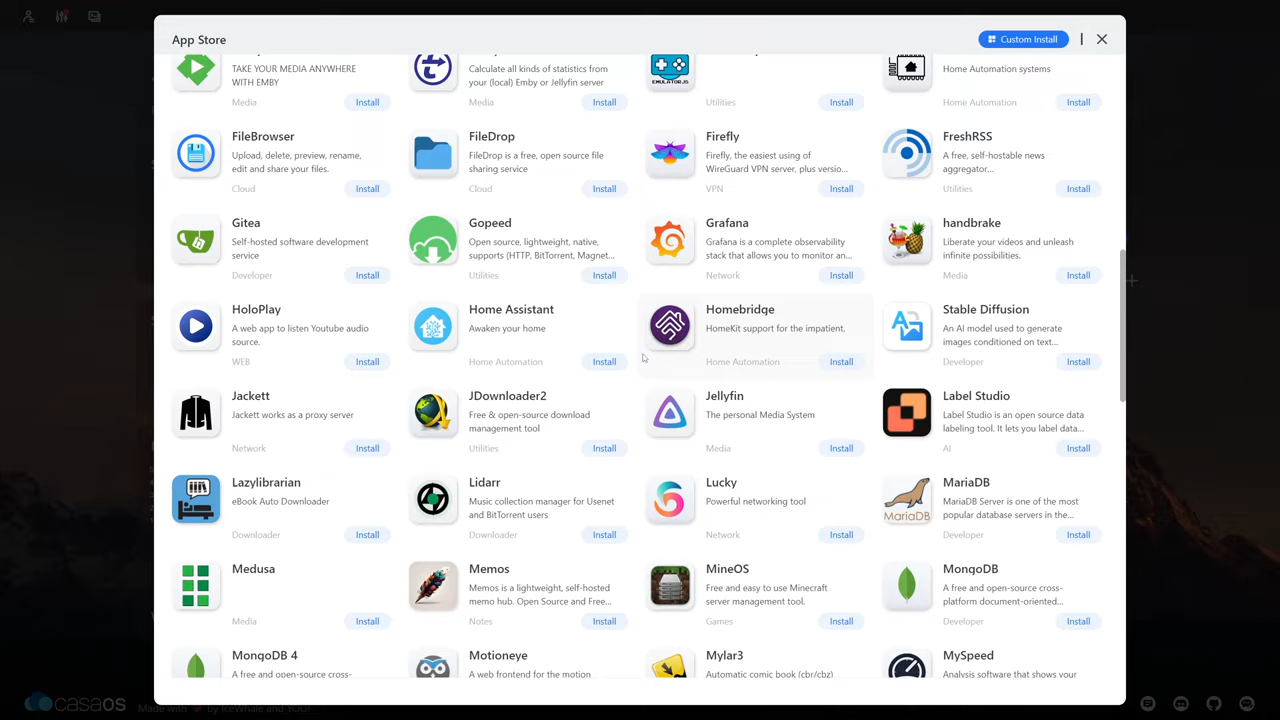 App Store
Custom Install
TAKE YOUR MEDIA ANYWHERE
WITH EMBY
Media
Install
Calculate all kinds of statistics from
your (local) Emby or Jellyfin server
Media
Install
EMULATORJS
Utilities
Install
Home Automation systems
Home Automation
Install
FileBrowser
Upload, delete, preview, rename,
edit and share your files.
Cloud
Install
FileDrop
FileDrop is a free, open source file
sharing service
Cloud
Install
Firefly
Firefly, the easiest using of
WireGuard VPN server, plus versio...
VPN
Install
FreshRSS
A free, self-hostable news
aggregator...
Utilities
Install
Gitea
Self-hosted software development
service
Developer
Install
Gopeed
Open source, lightweight, native,
supports (HTTP, BitTorrent, Magnet...
Utilities
Install
Grafana
Grafana is a complete observability
stack that allows you to monitor an...
Network
Install
handbrake
Liberate your videos and unleash
infinite possibilities.
Media
Install
HoloPlay
A web app to listen Youtube audio
source.
WEB
Install
Home Assistant
Awaken your home
Home Automation
Install
Homebridge
HomeKit support for the impatient.
Home Automation
Install
Stable Diffusion
An AI model used to generate
images conditioned on text...
Developer
Install
Jackett
Jackett works as a proxy server
Network
Install
JDownloader2
Free & open-source download
management tool
Utilities
Install
Jellyfin
The personal Media System
Media
Install
Label Studio
Label Studio is an open source data
labeling tool. It lets you label data...
AI
Install
Lazylibrarian
eBook Auto Downloader
Downloader
Install
Lidarr
Music collection manager for Usenet
and BitTorrent users
Downloader
Install
Lucky
Powerful networking tool
Network
Install
MariaDB
MariaDB
MariaDB Server is one of the most
popular database servers in the...
Developer
Install
Medusa
Media
Install
Memos
Memos is a lightweight, self-hosted
memo hub. Open Source and Free...
Notes
Install
MineOS
Free and easy to use Minecraft
server management tool.
Games
Install
MongoDB
A free and open-source cross-
platform document-oriented...
Developer
Install
MongoDB 4
A free and open-source cross-
Motioneye
A web frontend for the motion
Mylar3
Automatic comic book (cbr/cbz)
MySpeed
Analysis software that shows your
casaos
Made with by IceWhale and YOU!